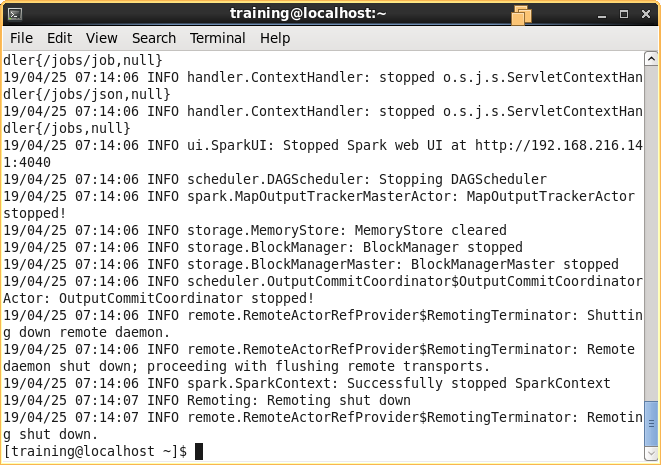 training@localhost:~
File Edit View Search Terminal Help
dler{/jobs/job,null}
19/04/25 07:14:06 INFO handler.ContextHandler: stopped o.s.j.s.ServletContextHan
dler{/jobs/json,null}
19/04/25 07:14:06 INFO handler.ContextHandler: stopped o.s.j.s.ServletContextHan
dler{/jobs,null}
19/04/25 07:14:06 INFO ui.SparkUI: Stopped Spark web UI at http://192.168.216.14
1:4040
19/04/25 07:14:06 INFO scheduler.DAGScheduler: Stopping DAGScheduler
19/04/25 07:14:06 INFO spark.MapOutputTrackerMasterActor: MapOutputTrackerActor
stopped!
19/04/25 07:14:06 INFO storage.MemoryStore: MemoryStore cleared
19/04/25 07:14:06 INFO storage.BlockManager: BlockManager stopped
19/04/25 07:14:06 INFO storage.BlockManagerMaster: BlockManagerMaster stopped
19/04/25 07:14:06 INFO scheduler.OutputCommitCoordinator$OutputCommitCoordinator
Actor: OutputCommitCoordinator stopped!
19/04/25 07:14:06 INFO remote.RemoteActorRefProvider$RemotingTerminator: Shuttin
g down remote daemon.
19/04/25 07:14:06 INFO remote.RemoteActorRefProvider$RemotingTerminator: Remote
daemon shut down; proceeding with flushing remote transports.
19/04/25 07:14:06 INFO spark.SparkContext: Successfully stopped SparkContext
19/04/25 07:14:07 INFO Remoting: Remoting shut down
19/04/25 07:14:07 INFO remote.RemoteActorRefProvider$RemotingTerminator: Remotin
g shut down.
[training@localhost ~]$